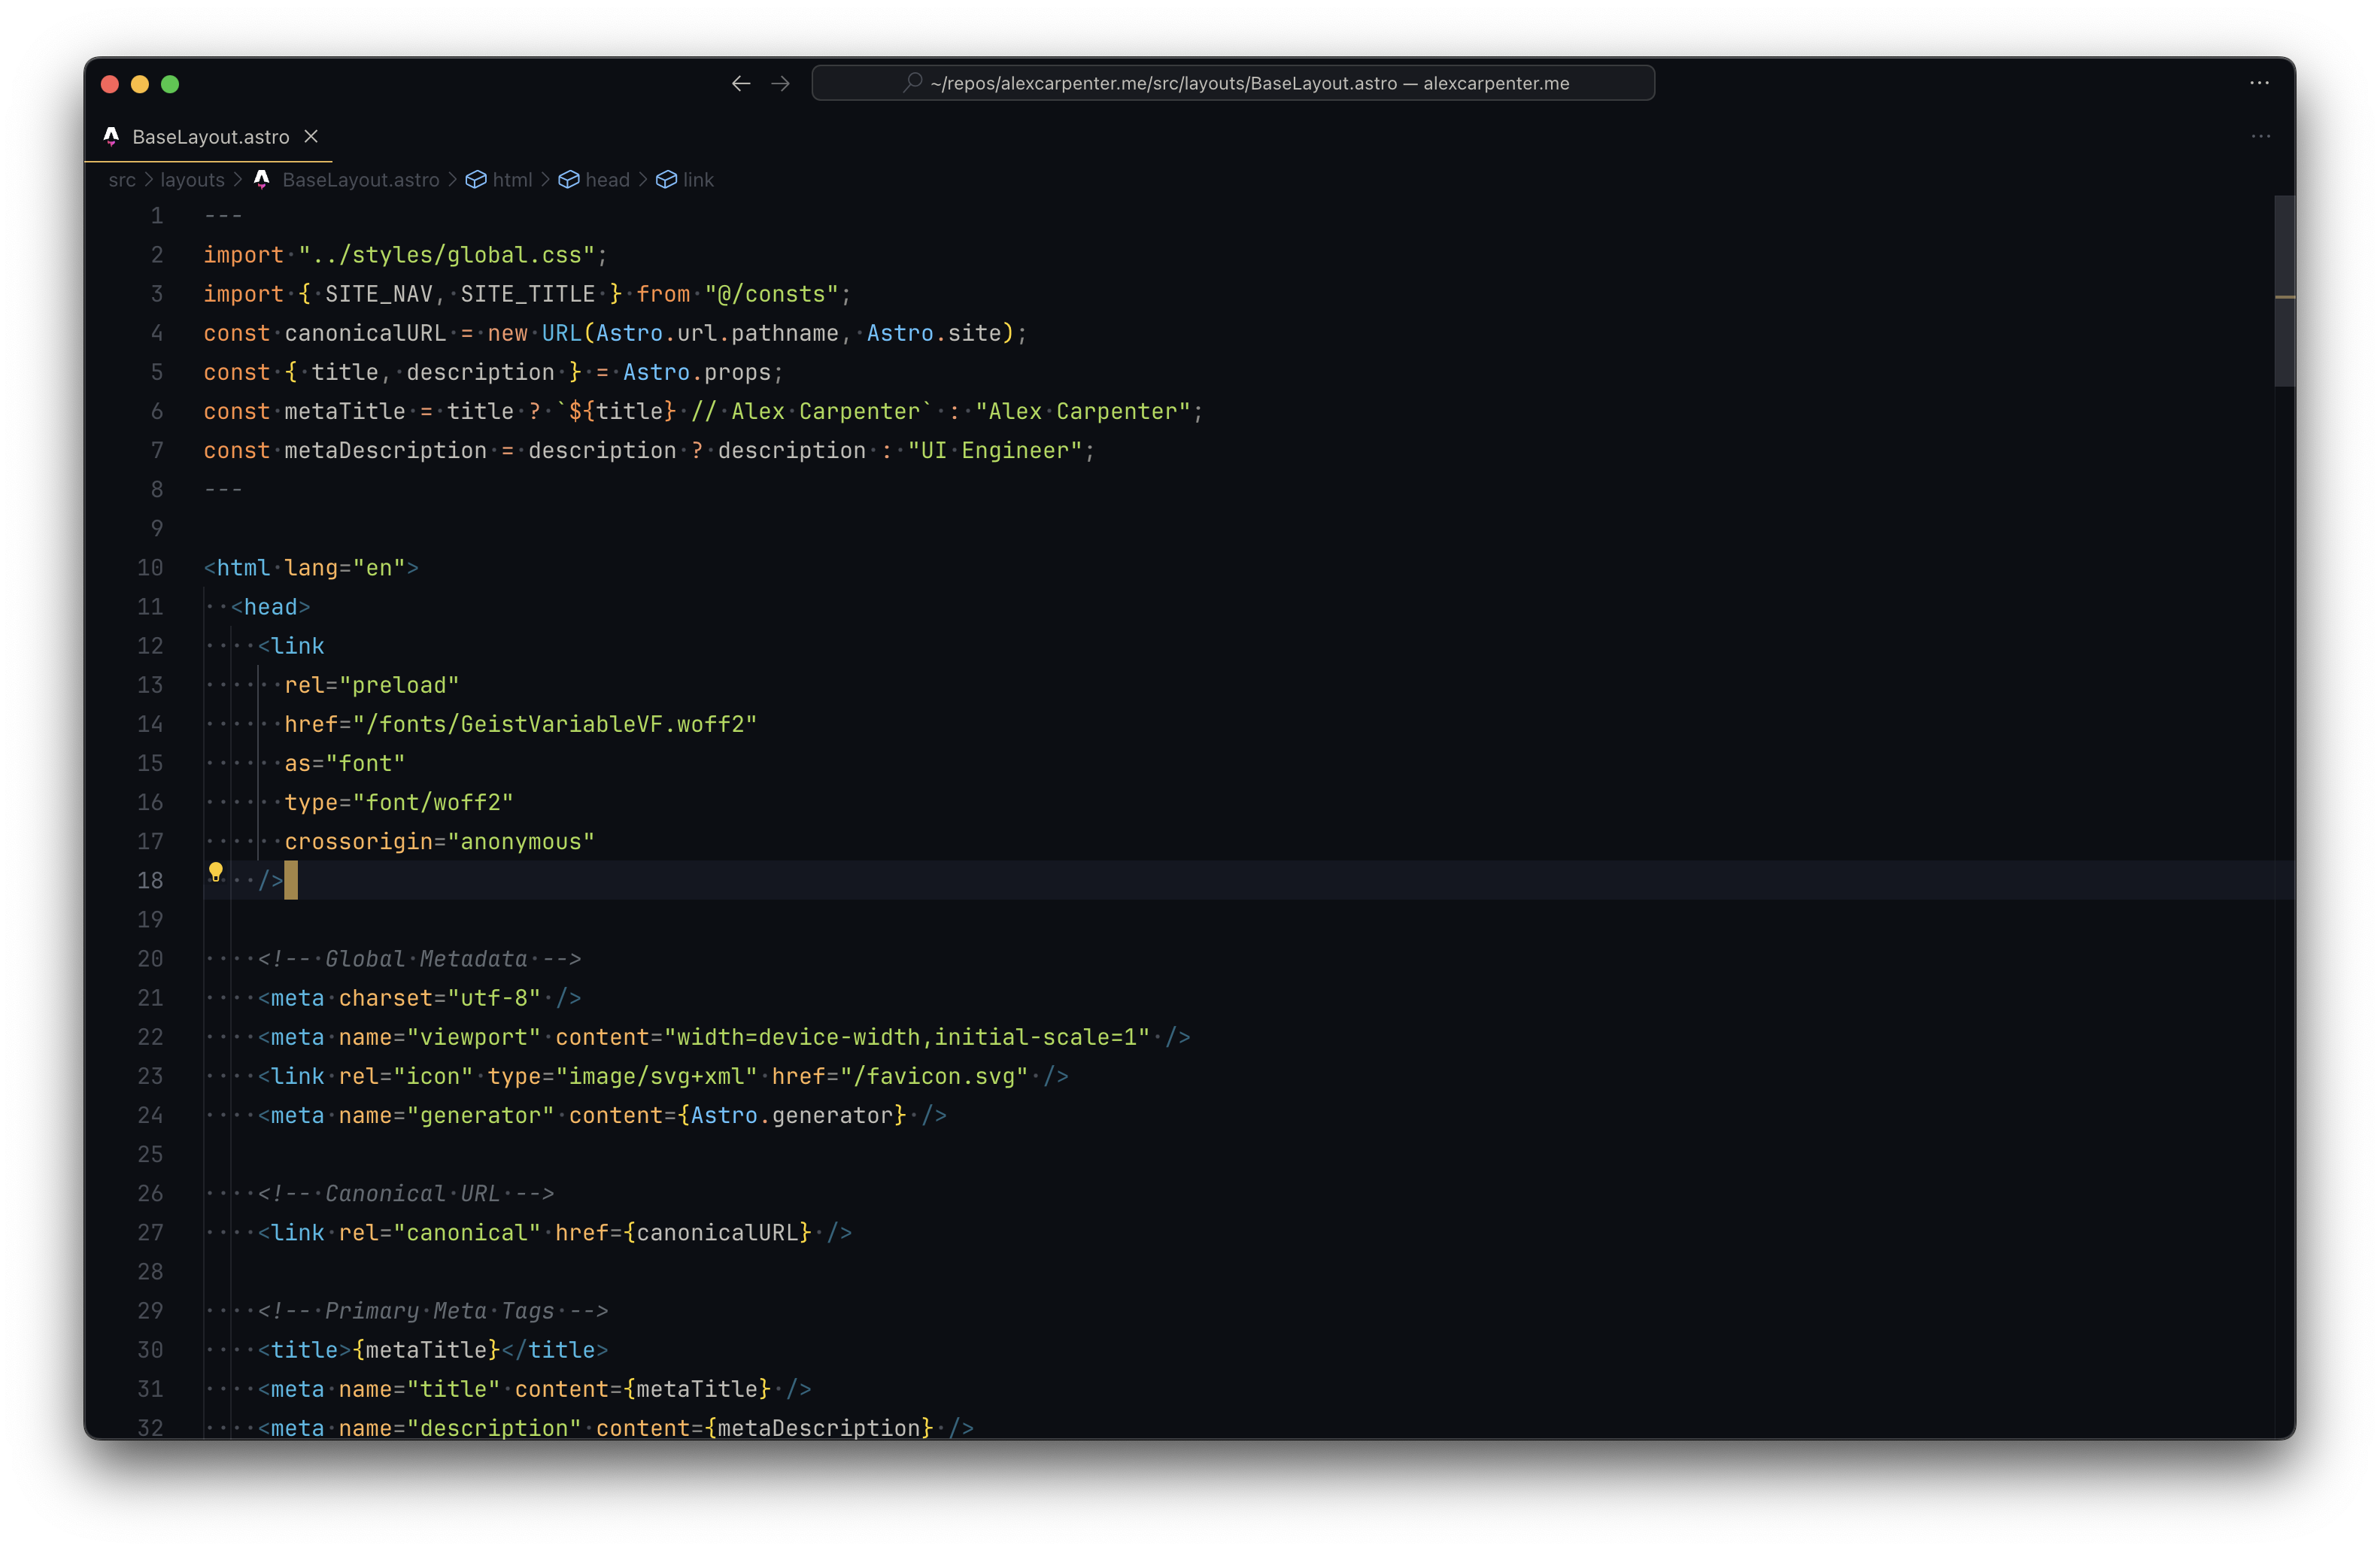 ~/repos/alexcarpenter.me/src/layouts/BaseLayout.astro — alexcarpenter.me
BaseLayout.astro
src > layouts > BaseLayout.astro > html > head > link
1 ---
2 import "../styles/global.css";
3 import { SITE_NAV, SITE_TITLE } from "@/consts";
4 const canonicalURL = new URL(Astro.url.pathname, Astro.site);
5 const { title, description } = Astro.props;
6 const metaTitle = title ? `${title} // Alex Carpenter` : "Alex Carpenter";
7 const metaDescription = description ? description : "UI Engineer";
8 ---
9
10 <html lang="en">
11   <head>
12     <link
13       rel="preload"
14       href="/fonts/GeistVariableVF.woff2"
15       as="font"
16       type="font/woff2"
17       crossorigin="anonymous"
18     />
19
20     <!-- Global Metadata -->
21     <meta charset="utf-8" />
22     <meta name="viewport" content="width=device-width,initial-scale=1" />
23     <link rel="icon" type="image/svg+xml" href="/favicon.svg" />
24     <meta name="generator" content={Astro.generator} />
25
26     <!-- Canonical URL -->
27     <link rel="canonical" href={canonicalURL} />
28
29     <!-- Primary Meta Tags -->
30     <title>{metaTitle}</title>
31     <meta name="title" content={metaTitle} />
32     <meta name="description" content={metaDescription} />